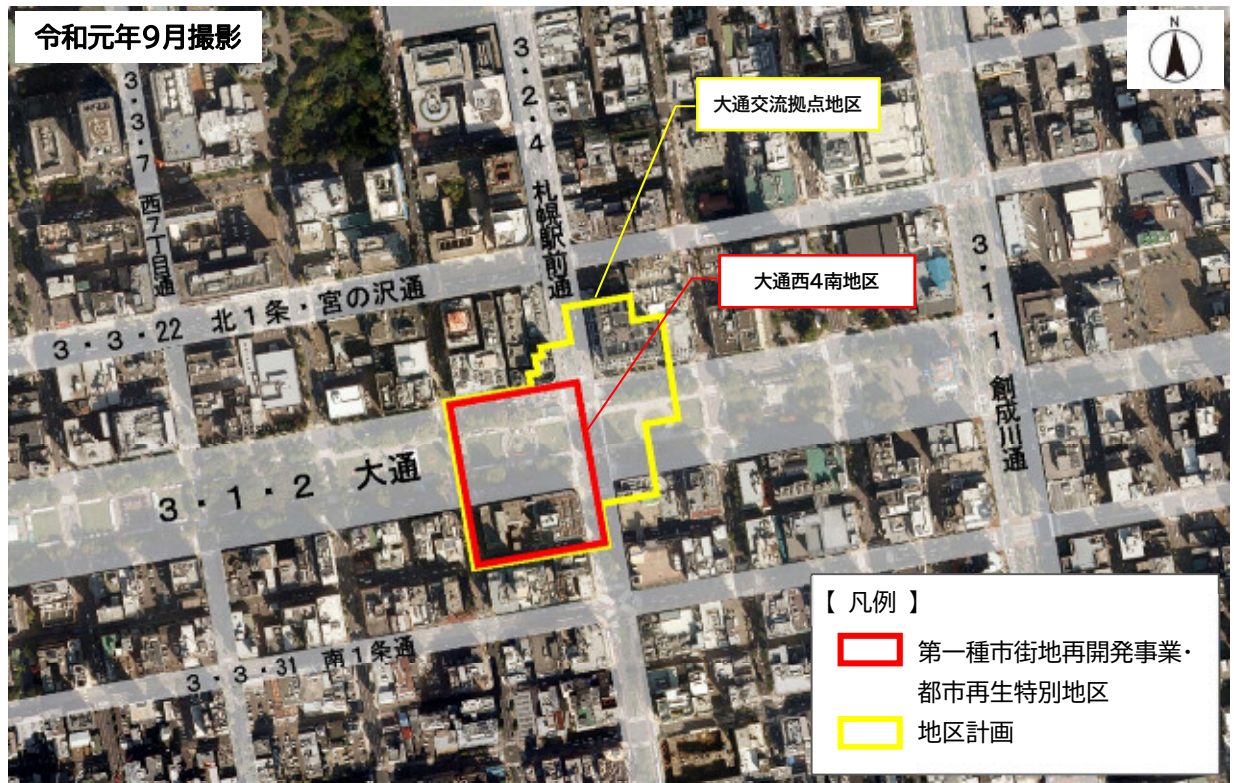 令和元年9月撮影
N
大通交流拠点地区
3・3・7 西7丁目通
3・2・4 札幌駅前通
大通西4南地区
3・1・1 創成川通
3・3・22 北1条・宮の沢通
3・1・2 大通
3・3・31 南1条通
【 凡例 】
第一種市街地再開発事業・
都市再生特別地区
地区計画